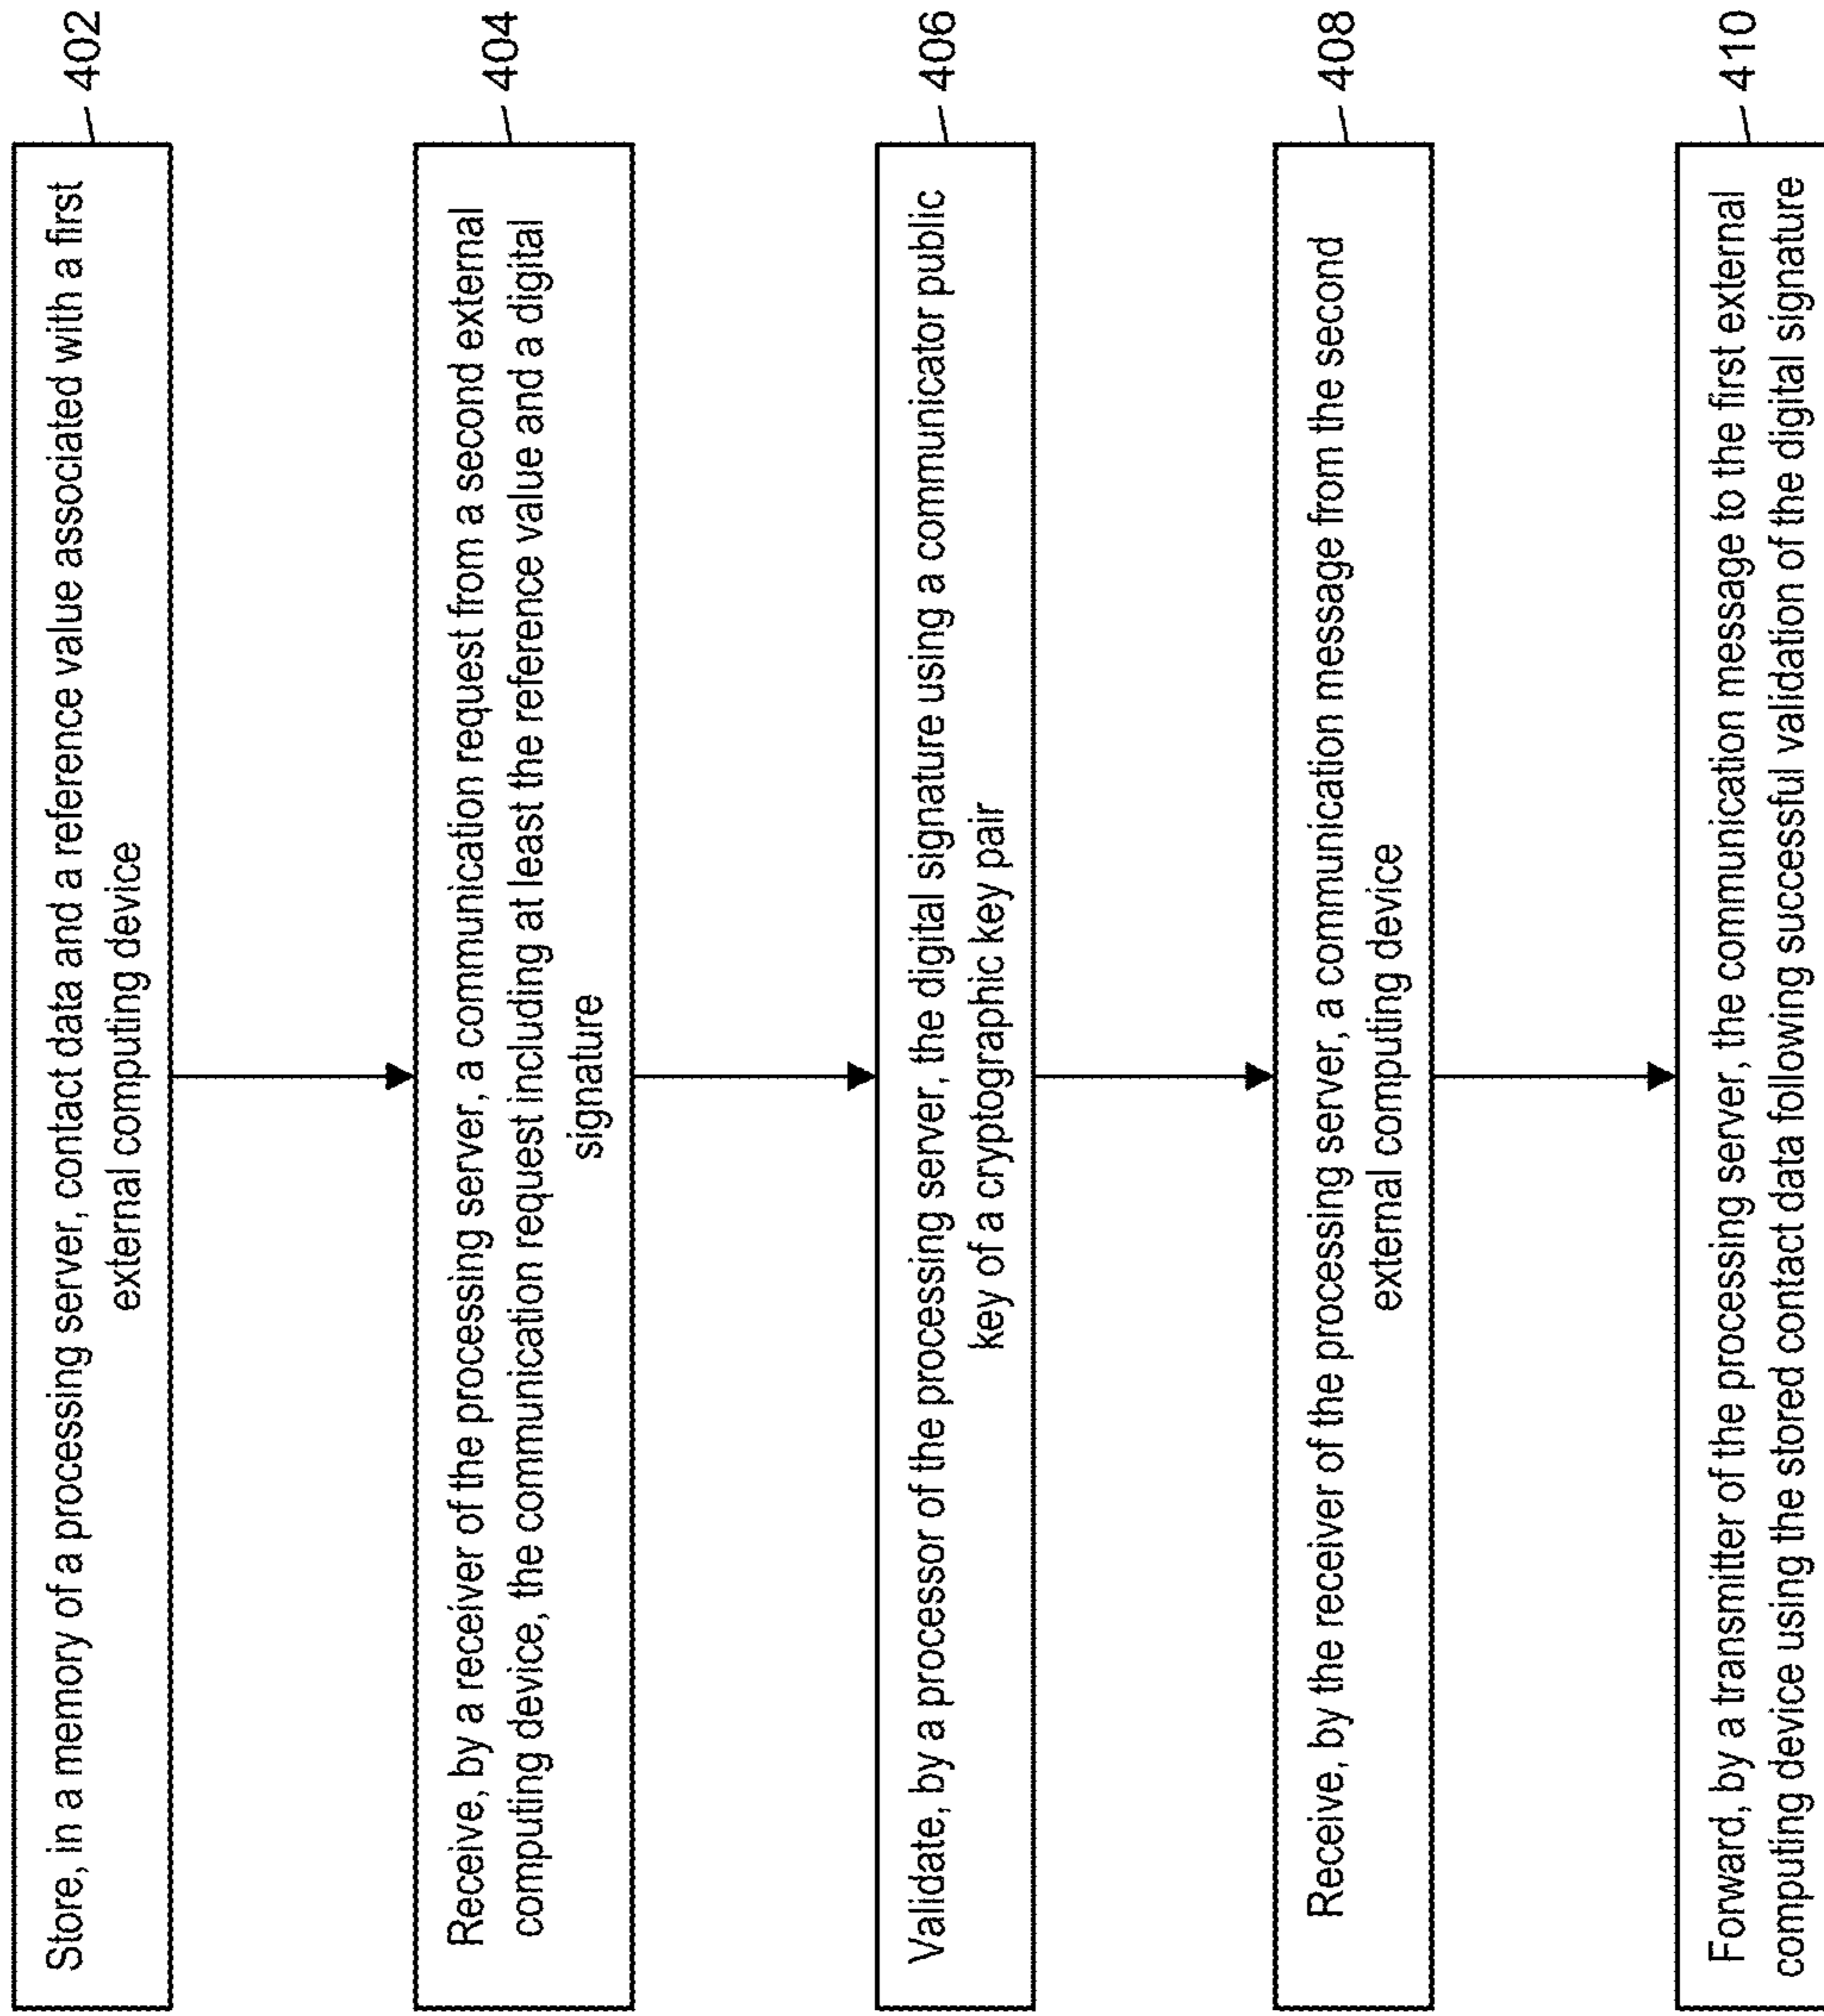 Store, in a memory of a processing server, contact data and a reference value associated with a first
external computing device
402
Receive, by a receiver of the processing server, a communication request from a second external
computing device, the communication request including at least the reference value and a digital
signature
404
Validate, by a processor of the processing server, the digital signature using a communicator public
key of a cryptographic key pair
406
Receive, by the receiver of the processing server, a communication message from the second
external computing device
408
Forward, by a transmitter of the processing server, the communication message to the first external
computing device using the stored contact data following successful validation of the digital signature
410